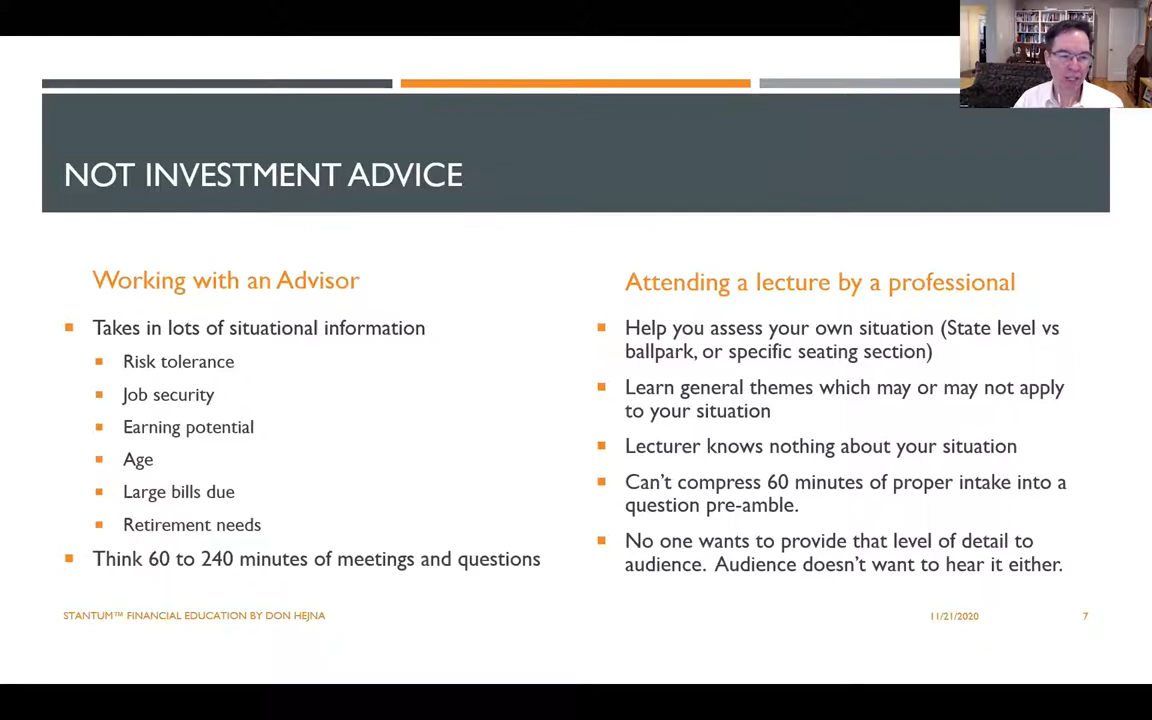 NOT INVESTMENT ADVICE
Working with an Advisor
Takes in lots of situational information
Risk tolerance
Job security
Earning potential
Age
Large bills due
Retirement needs
Think 60 to 240 minutes of meetings and questions
Attending a lecture by a professional
Help you assess your own situation (State level vs
ballpark, or specific seating section)
Learn general themes which may or may not apply
to your situation
Lecturer knows nothing about your situation
Can’t compress 60 minutes of proper intake into a
question pre-amble.
No one wants to provide that level of detail to
audience.  Audience doesn’t want to hear it either.
STANTUM™ FINANCIAL EDUCATION BY DON HEJNA
11/21/2020
7